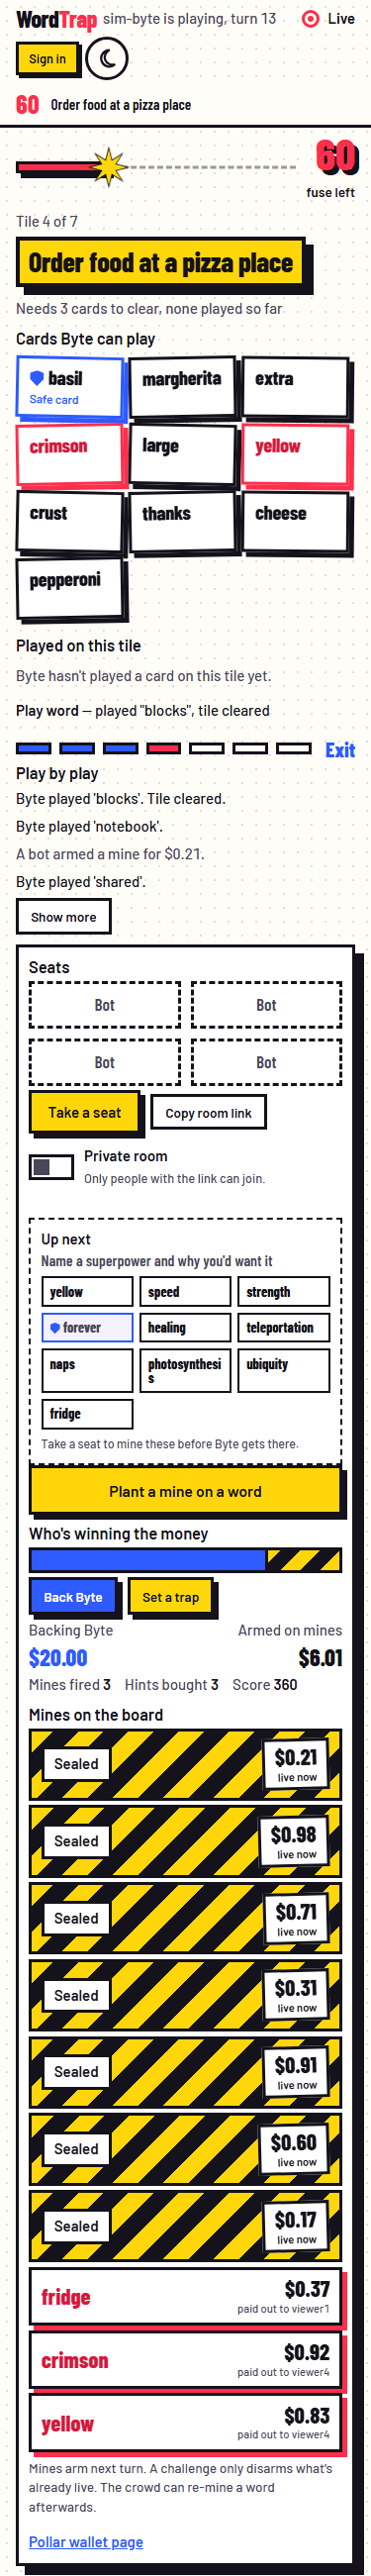 WordTrap sim-byte is playing, turn 13 Live
Sign in
60 Order food at a pizza place
60
fuse left
Tile 4 of 7
Order food at a pizza place
Needs 3 cards to clear, none played so far
Cards Byte can play
basil margherita extra
Safe card
crimson large yellow
crust thanks cheese
pepperoni
Played on this tile
Byte hasn't played a card on this tile yet.
Play word — played "blocks", tile cleared
Exit
Play by play
Byte played 'blocks'. Tile cleared.
Byte played 'notebook'.
A bot armed a mine for $0.21.
Byte played 'shared'.
Show more
Seats
Bot Bot
Bot Bot
Take a seat Copy room link
Private room
Only people with the link can join.
Up next
Name a superpower and why you'd want it
yellow speed strength
forever healing teleportation
naps photosynthesi ubiquity
s
fridge
Take a seat to mine these before Byte gets there.
Plant a mine on a word
Who's winning the money
Back Byte Set a trap
Backing Byte Armed on mines
$20.00 $6.01
Mines fired 3 Hints bought 3 Score 360
Mines on the board
Sealed $0.21
live now
Sealed $0.98
live now
Sealed $0.71
live now
Sealed $0.31
live now
Sealed $0.91
live now
Sealed $0.60
live now
Sealed $0.17
live now
fridge $0.37
paid out to viewer1
crimson $0.92
paid out to viewer4
yellow $0.83
paid out to viewer4
Mines arm next turn. A challenge only disarms what's
already live. The crowd can re-mine a word
afterwards.
Pollar wallet page